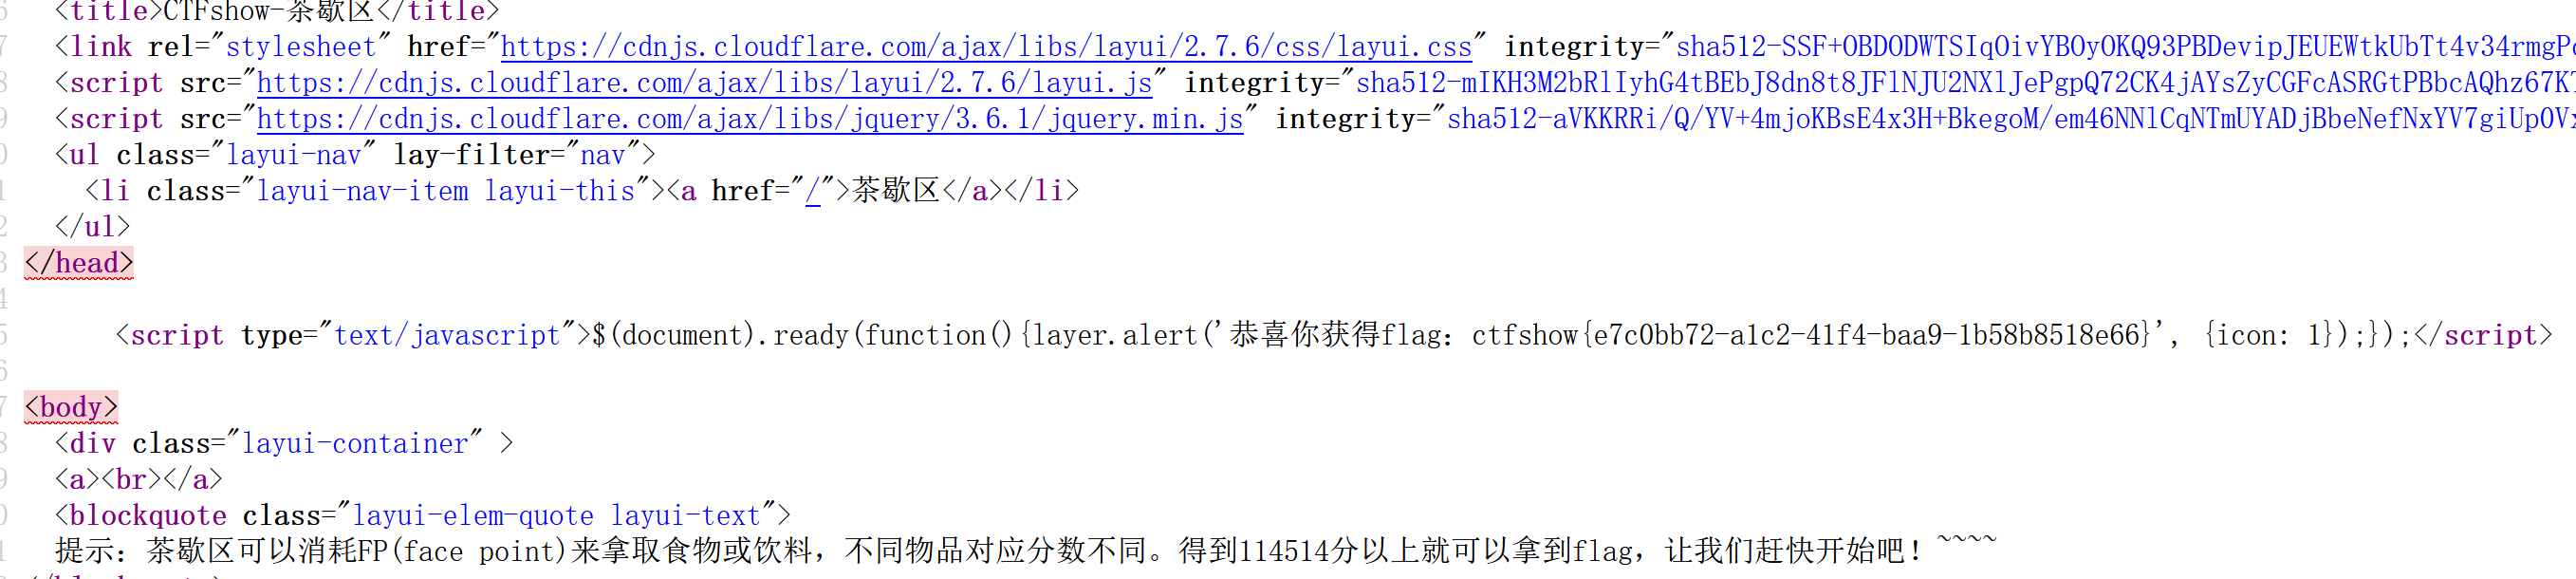 <title>CTFshow-茶歇区</title>
<link rel="stylesheet" href="https://cdnjs.cloudflare.com/ajax/libs/layui/2.7.6/css/layui.css" integrity="sha512-SSF+OBDODWTSIqOivYBOyOKQ93PBDevipJEUEWtkUbTt4v34rmgP
<script src="https://cdnjs.cloudflare.com/ajax/libs/layui/2.7.6/layui.js" integrity="sha512-mIKH3M2bRlIyhG4tBEbJ8dn8t8JFlNJU2NXlJePgpQ72CK4jAYsZyCGFcASRGtPBbcAQhz67K
<script src="https://cdnjs.cloudflare.com/ajax/libs/jquery/3.6.1/jquery.min.js" integrity="sha512-aVKKRRi/Q/YV+4mjoKBsE4x3H+BkegoM/em46NNlCqNTmUYADjBbeNefNxYV7giUp0V
<ul class="layui-nav" lay-filter="nav">
<li class="layui-nav-item layui-this"><a href="/">茶歇区</a></li>
</ul>
</head>
<script type="text/javascript">$(document).ready(function(){layer.alert('恭喜你获得flag：ctfshow{e7c0bb72-a1c2-41f4-baa9-1b58b8518e66}', {icon: 1});});</script>
<body>
<div class="layui-container" >
<a><br></a>
<blockquote class="layui-elem-quote layui-text">
提示：茶歇区可以消耗FP(face point)来拿取食物或饮料，不同物品对应分数不同。得到114514分以上就可以拿到flag，让我们赶快开始吧！~~~~